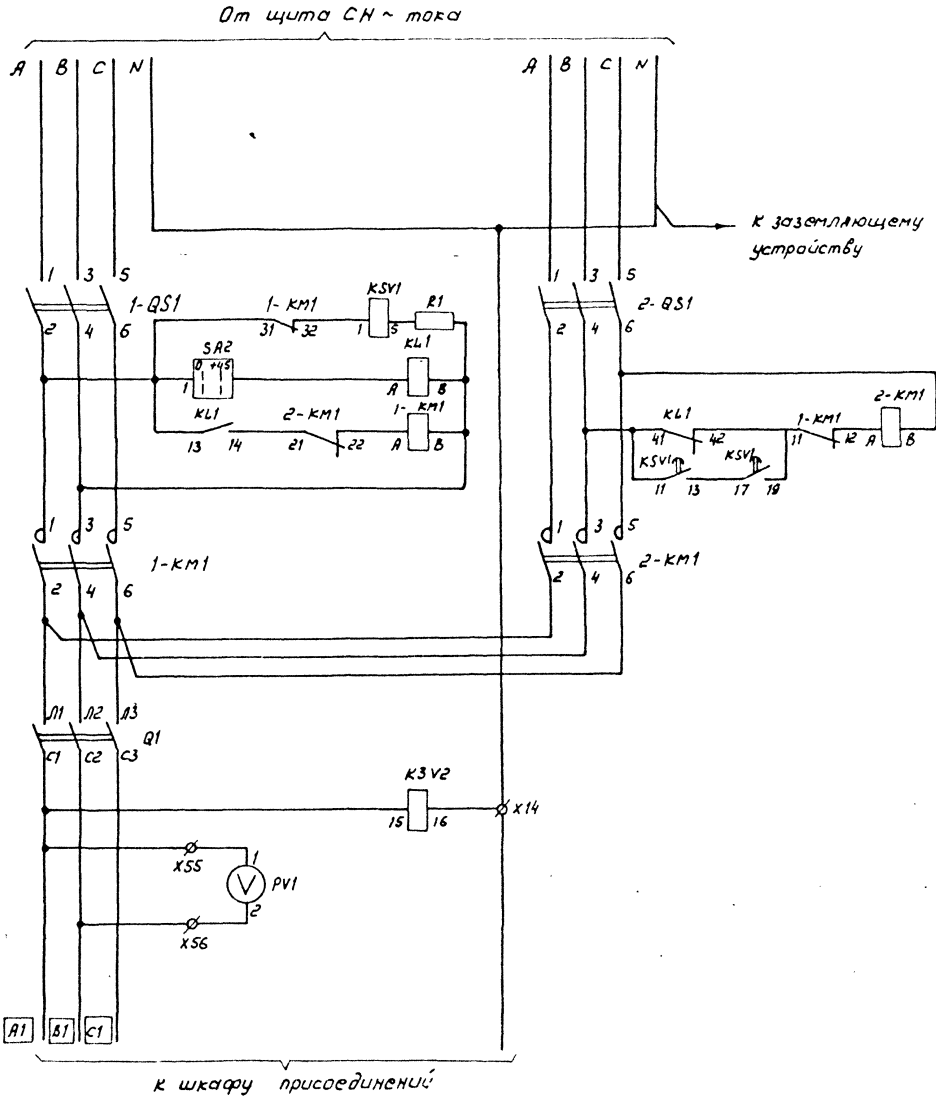 От щита СН ~ тока
A B C N A B C N
К заземляющему
устройству
1 3 5 1-QS1
2 4 6
1-KM1
31 32
KSV1
1 5
R1
SA2
0 +45
1
KL1
A B
KL1
13 14
2-KM1
21 22
1-KM1
A B
1 3 5 2-QS1
2 4 6
KL1
41 42
1-KM1
11 12
2-KM1
A B
KSV1
11 13
KSV1
17 19
1 3 5
1-KM1
2 4 6
1 3 5
2-KM1
2 4 6
Л1 Л2 Л3
Q1
C1 C2 C3
K3V2
15 16
X14
X55
1
PV1
2
X56
A1 B1 C1
К шкафу присоединений